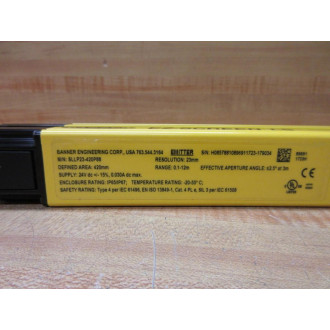 BANNER ENGINEERING CORP., USA 763.544.3164 EMITTER
M/N: SLLP23-420P88 RESOLUTION: 23mm
DEFINED AREA: 420mm RANGE: 0.1-12m EFFECTIVE APERTURE ANGLE: ±2.5° at 3m
SUPPLY: 24V dc +/- 15%, A dc max
ENCLOSURE RATING: IP65/IP67; TEMPERATURE RATING: -20-55° C;
SAFETY RATING: Type 4 per IEC 61496, EN ISO 13849-1, Cat. 4 PL e, SIL 3 per IEC 61508
UL LISTED